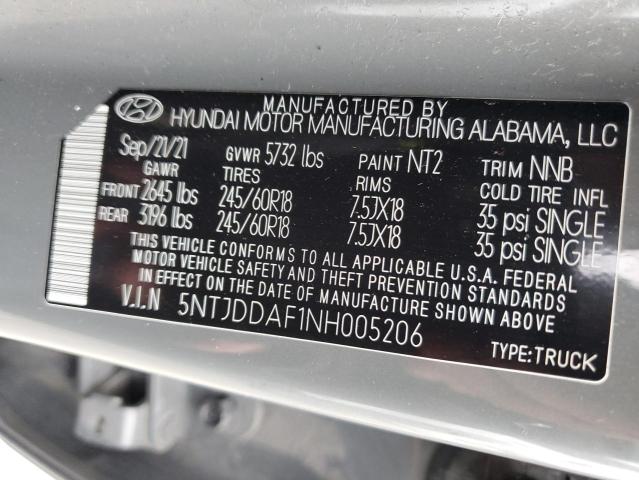 MANUFACTURED BY
HYUNDAI MOTOR MANUFACTURING ALABAMA, LLC
Sep/21/21 GVWR 5732 lbs PAINT NT2 TRIM NNB
GAWR TIRES RIMS COLD TIRE INFL
FRONT 2645 lbs 245/60R18 7.5JX18 35 psi SINGLE
REAR 3196 lbs 245/60R18 7.5JX18 35 psi SINGLE
THIS VEHICLE CONFORMS TO ALL APPLICABLE U.S.A. FEDERAL
MOTOR VEHICLE SAFETY AND THEFT PREVENTION STANDARDS
IN EFFECT ON THE DATE OF MANUFACTURE SHOWN ABOVE
V.I.N 5NTJDDAF1NH005206
TYPE:TRUCK